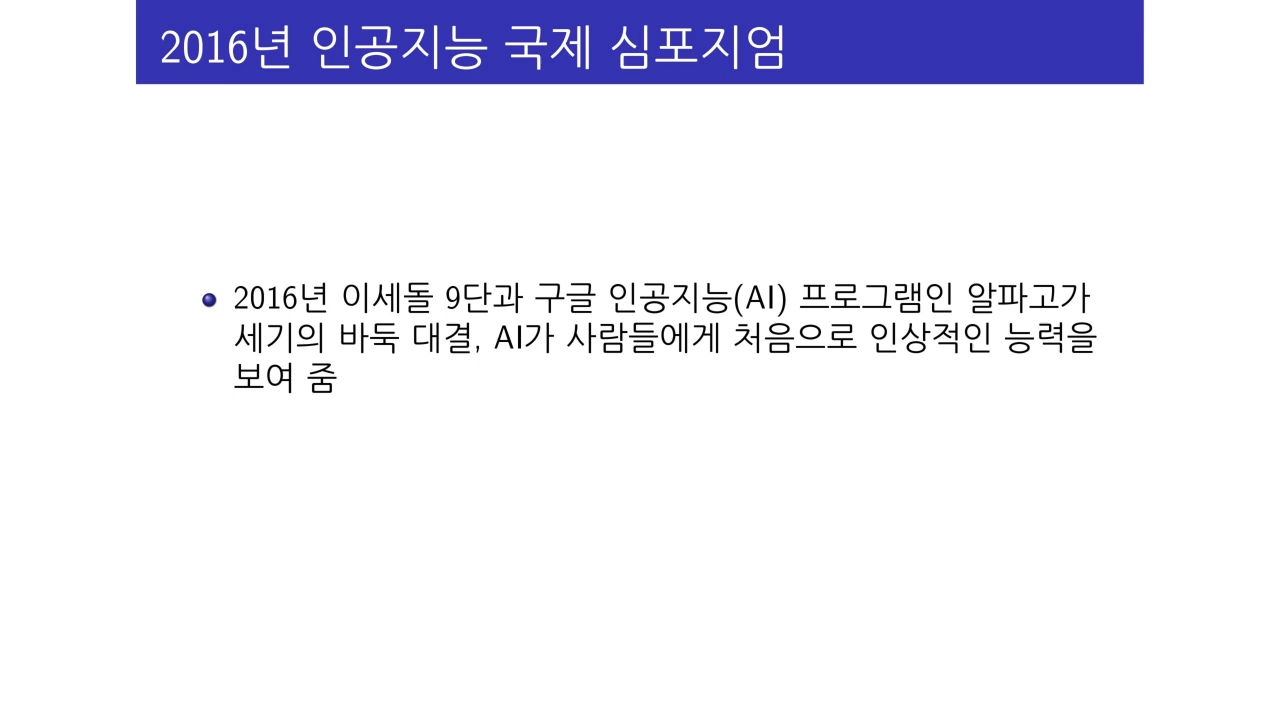 2016년 인공지능 국제 심포지엄
2016년 이세돌 9단과 구글 인공지능(AI) 프로그램인 알파고가
세기의 바둑 대결, AI가 사람들에게 처음으로 인상적인 능력을
보여 줌